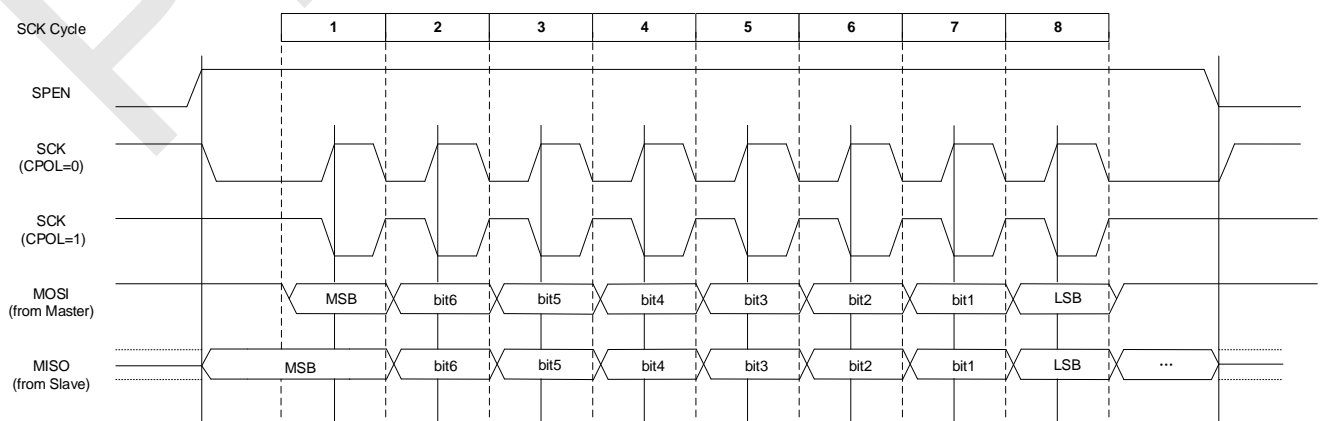 SCK Cycle 1 2 3 4 5 6 7 8
SPEN
SCK
(CPOL=0)
SCK
(CPOL=1)
MOSI
(from Master)
MSB bit6 bit5 bit4 bit3 bit2 bit1 LSB
MISO
(from Slave)
MSB bit6 bit5 bit4 bit3 bit2 bit1 LSB ...